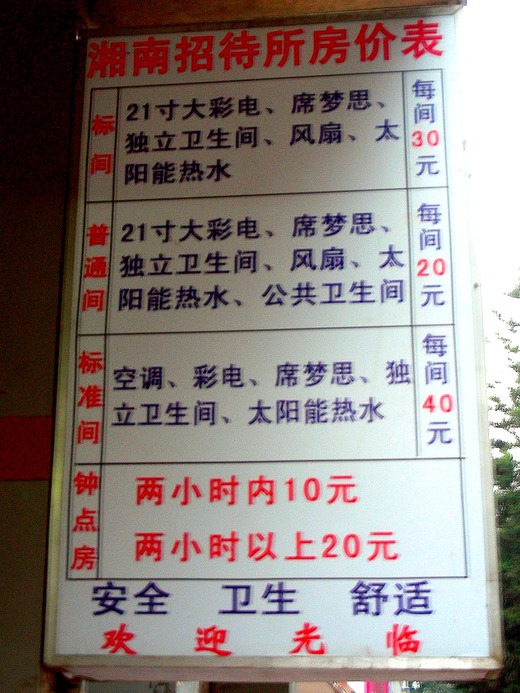 湘南招待所房价表
标间
21寸大彩电、席梦思、
独立卫生间、风扇、太
阳能热水
每间30元
普通间
21寸大彩电、席梦思、
独立卫生间、风扇、太
阳能热水、公共卫生间
每间20元
标准间
空调、彩电、席梦思、独
立卫生间、太阳能热水
每间40元
钟点房
两小时内10元
两小时以上20元
安全 卫生 舒适
欢迎光临